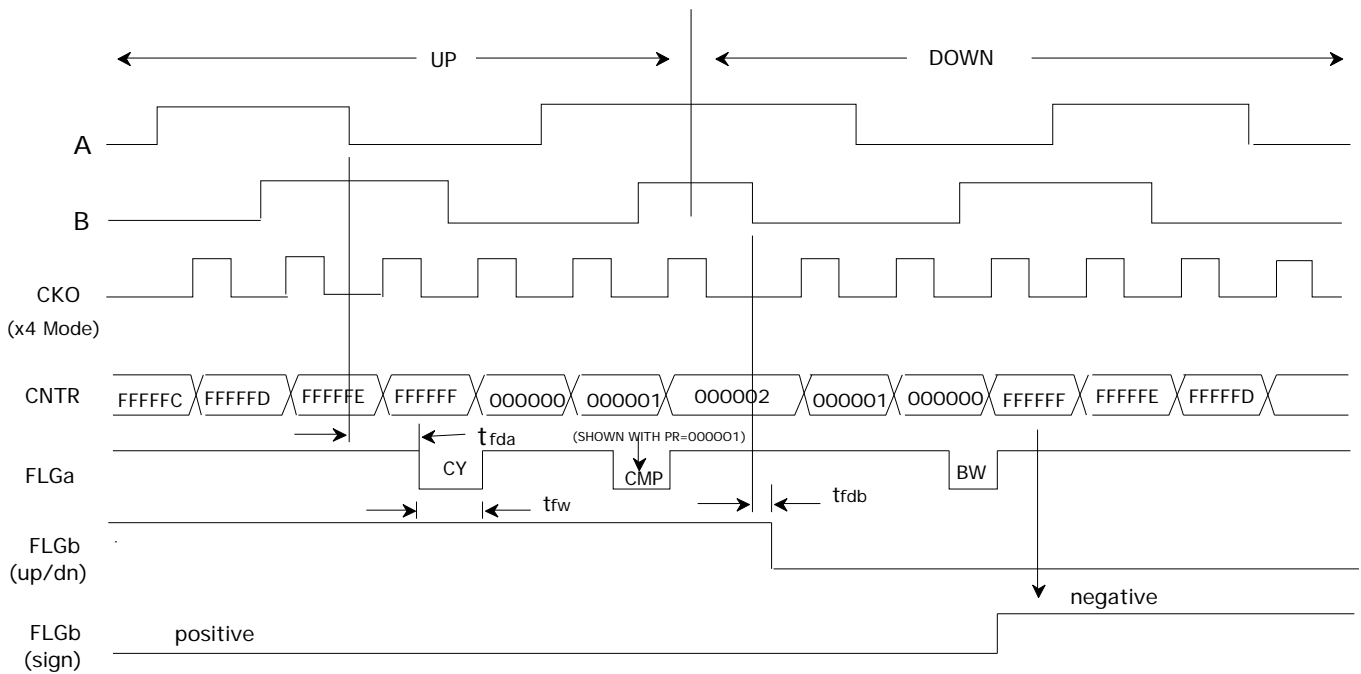 UP DOWN
A
B
CKO
(x4 Mode)
CNTR FFFFFC FFFFFD FFFFFE FFFFFF 000000 000001 000002 000001 000000 FFFFFF FFFFFE FFFFFD
tfda (SHOWN WITH PR=000001)
FLGa CY CMP BW
tfw tfdb
FLGb
(up/dn)
negative
FLGb positive
(sign)